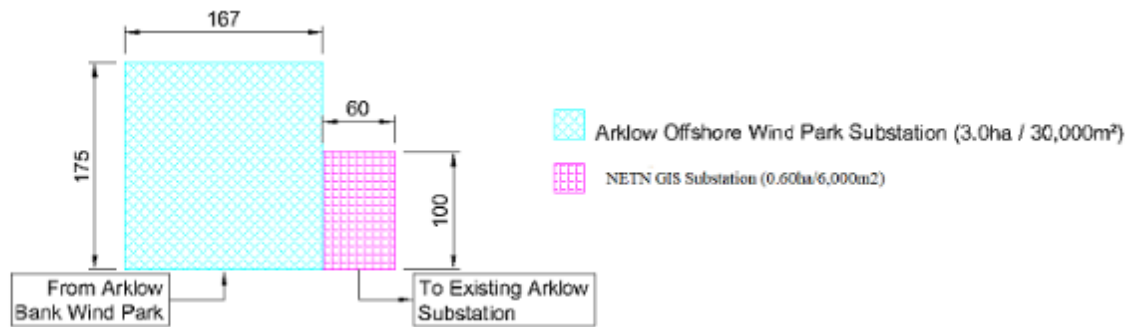 167
60
175
100
Arklow Offshore Wind Park Substation (3.0ha / 30,000m²)
NETN GIS Substation (0.60ha/6,000m2)
From Arklow
Bank Wind Park
To Existing Arklow
Substation